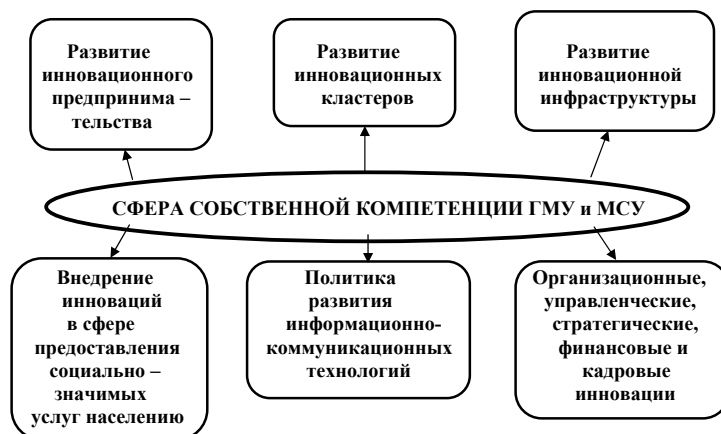 Развитие
инновационного
предпринима –
тельства
Развитие
инновационных
кластеров
Развитие
инновационной
инфраструктуры
СФЕРА СОБСТВЕННОЙ КОМПЕТЕНЦИИ ГМУ и МСУ
Внедрение
инноваций
в сфере
предоставления
социально –
значимых
услуг населению
Политика
развития
информационно-
коммуникационных
технологий
Организационные,
управленческие,
стратегические,
финансовые и
кадровые
инновации